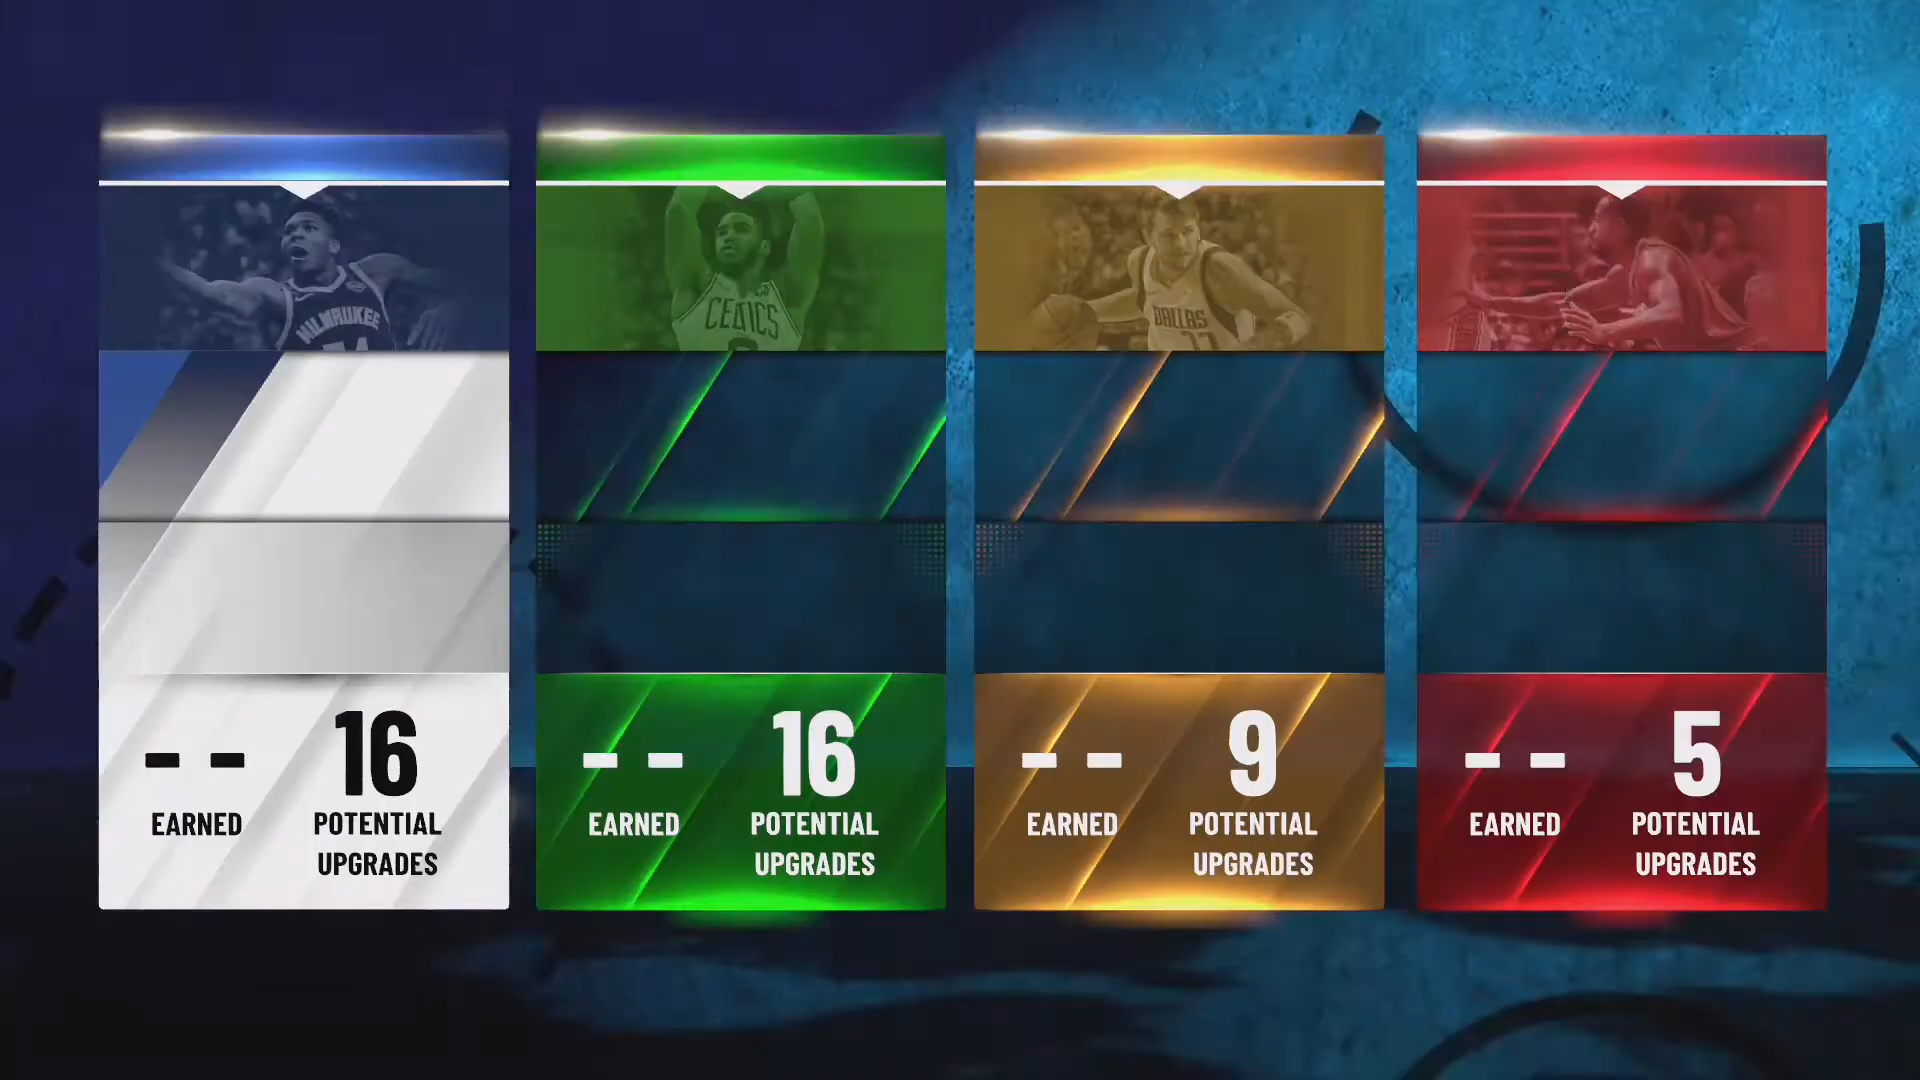 MILWAUKEE
CELTICS
DALLAS
77
-- 16
EARNED POTENTIAL
UPGRADES
-- 16
EARNED POTENTIAL
UPGRADES
-- 9
EARNED POTENTIAL
UPGRADES
-- 5
EARNED POTENTIAL
UPGRADES